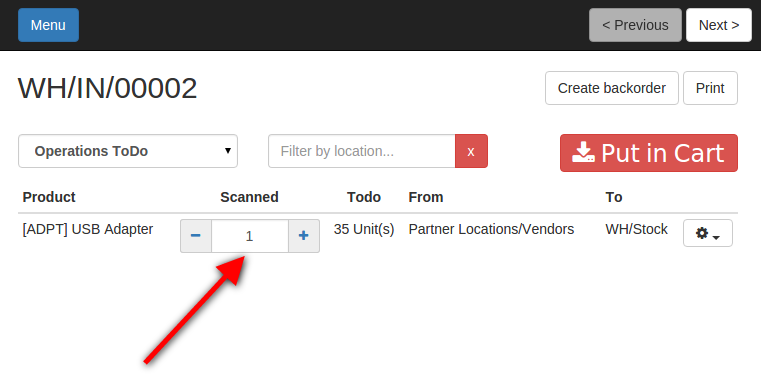 Menu
< Previous
Next >
WH/IN/00002
Create backorder
Print
Operations ToDo
Filter by location...
x
Put in Cart
Product Scanned Todo From To
[ADPT] USB Adapter − 1 + 35 Unit(s) Partner Locations/Vendors WH/Stock